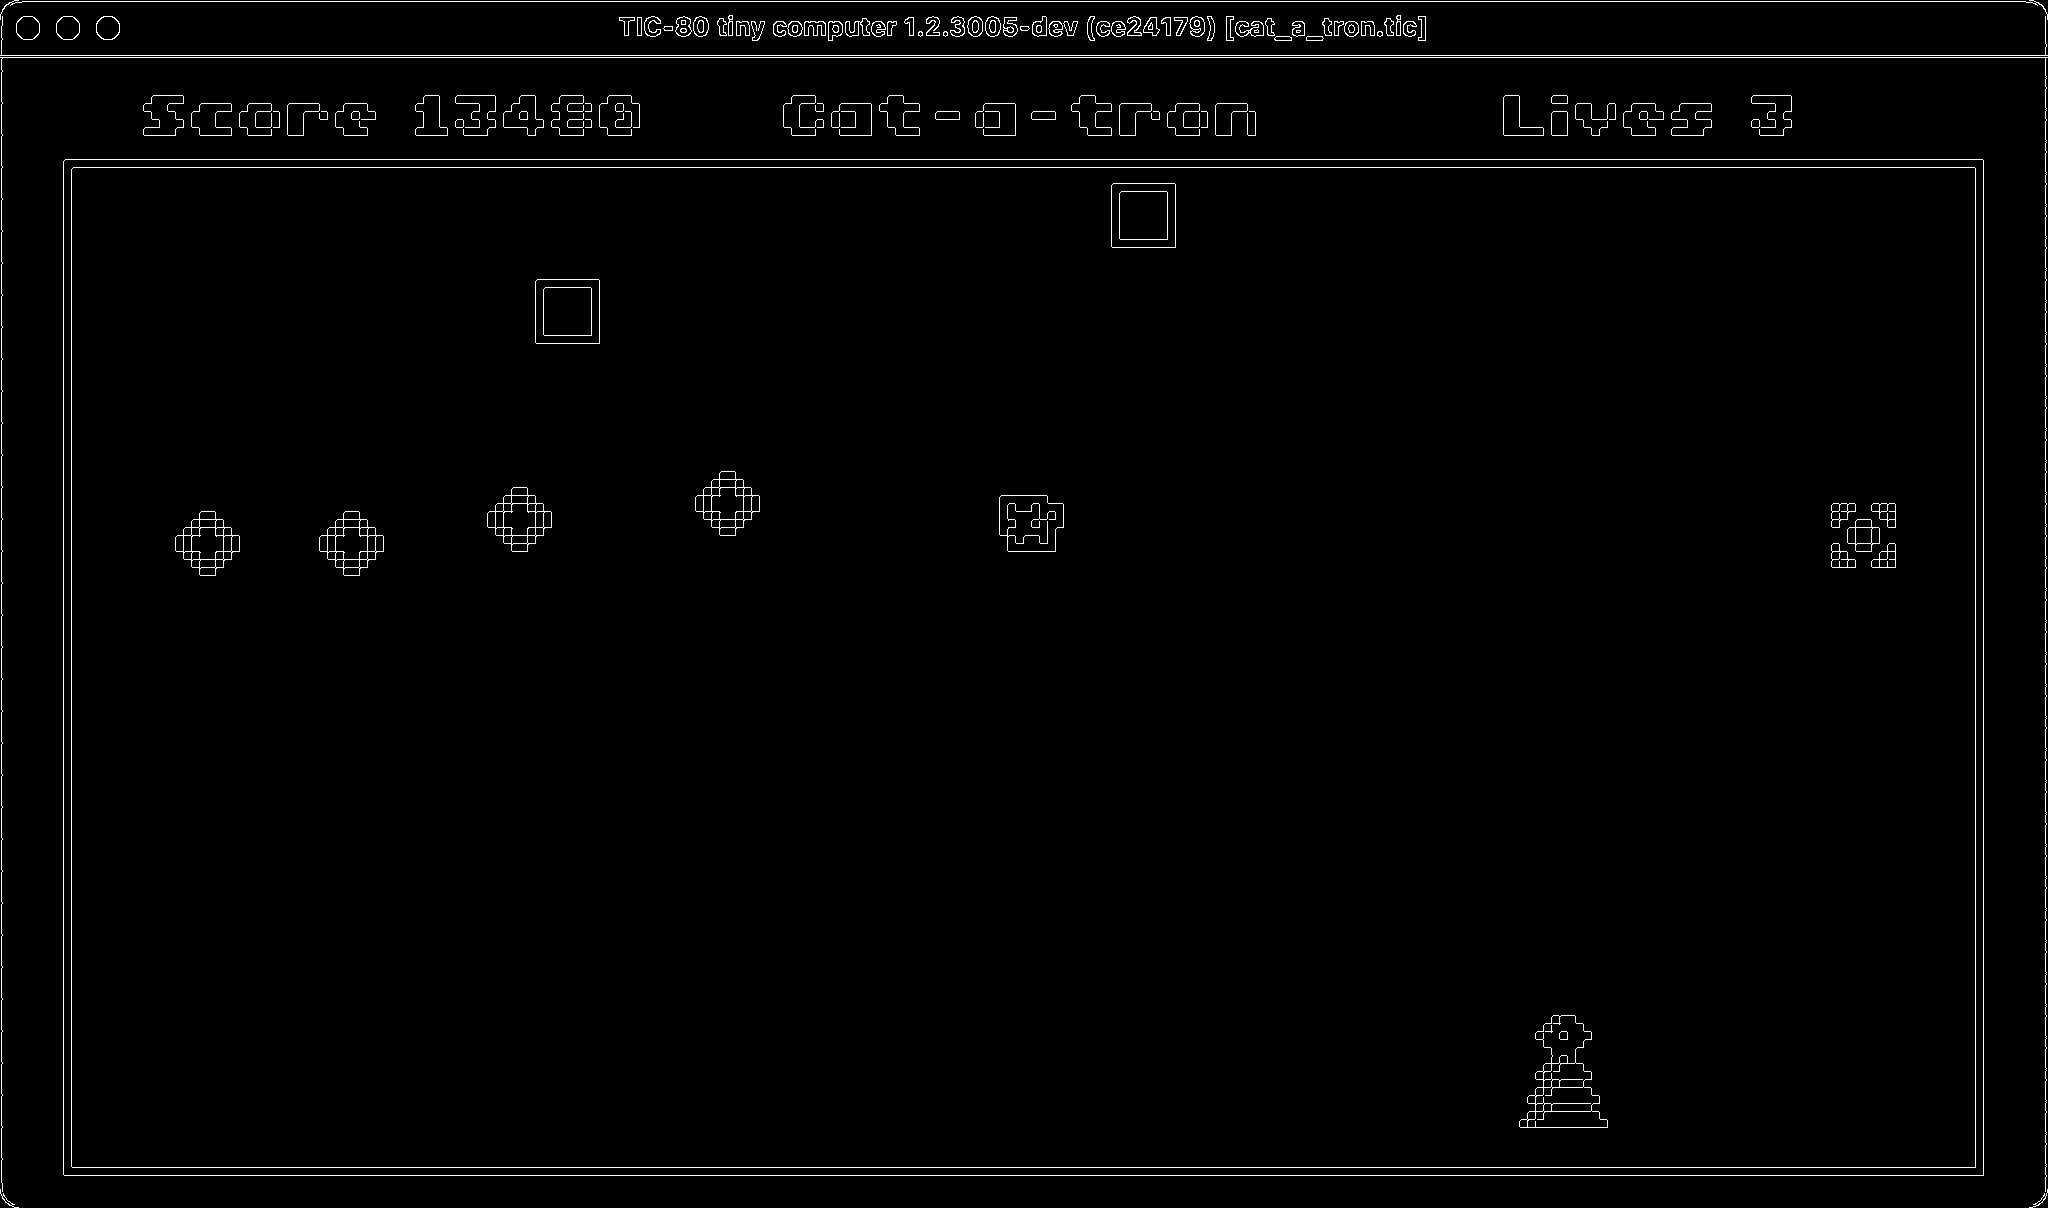 TIC-80 tiny computer 1.2.3005-dev (ce24179) [cat_a_tron.tic]
Score 13480 Cat-a-tron Lives 3